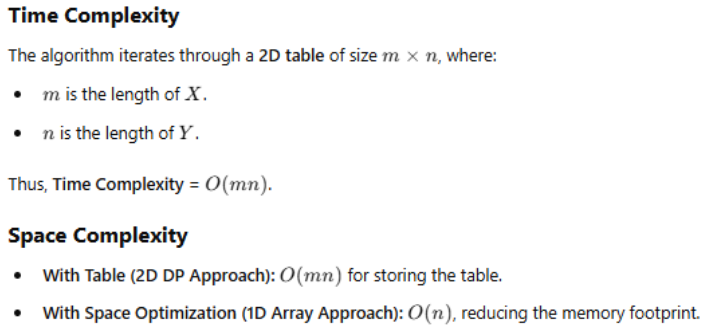 Time Complexity
The algorithm iterates through a 2D table of size m × n, where:
• m is the length of X.
• n is the length of Y.
Thus, Time Complexity = O(mn).
Space Complexity
• With Table (2D DP Approach): O(mn) for storing the table.
• With Space Optimization (1D Array Approach): O(n), reducing the memory footprint.